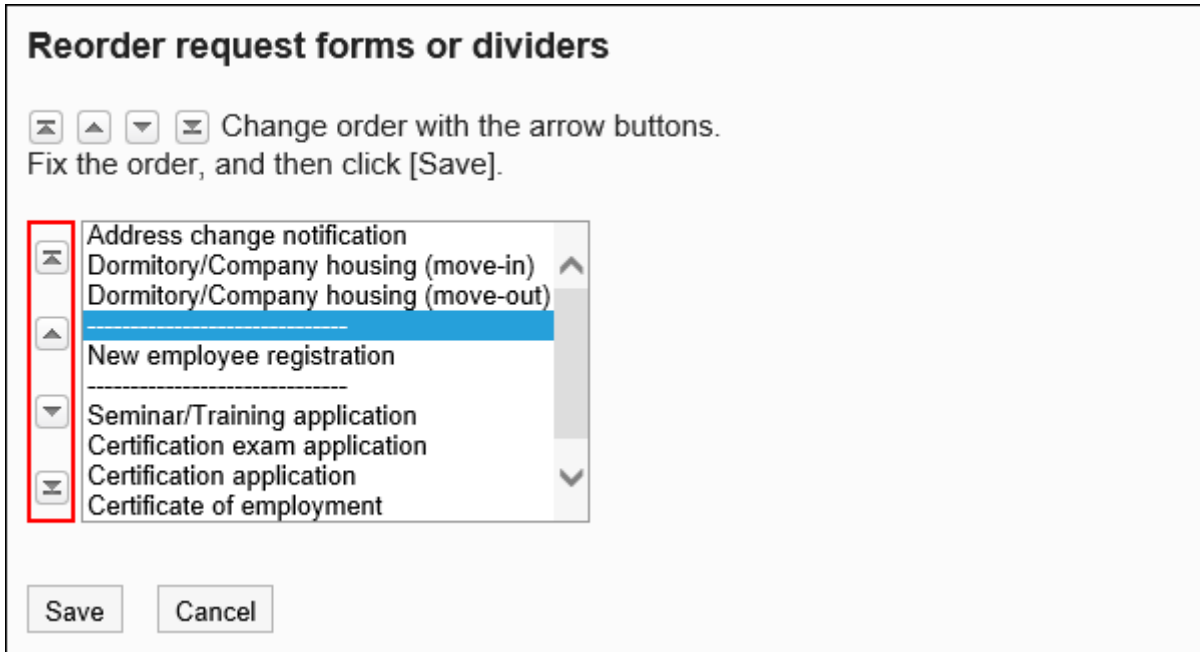 Reorder request forms or dividers
Change order with the arrow buttons.
Fix the order, and then click [Save].
Address change notification
Dormitory/Company housing (move-in)
Dormitory/Company housing (move-out)
------------------------------
New employee registration
------------------------------
Seminar/Training application
Certification exam application
Certification application
Certificate of employment
Save Cancel